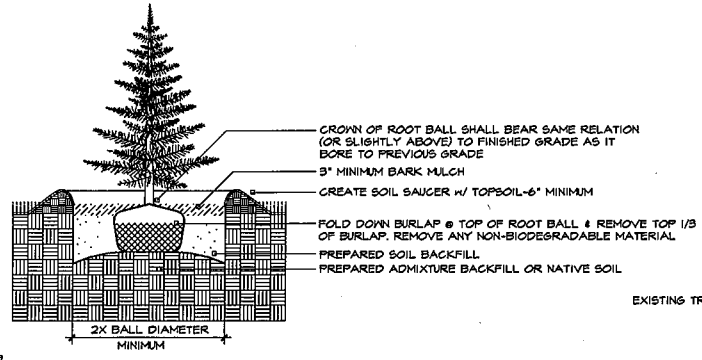 CROWN OF ROOT BALL SHALL BEAR SAME RELATION
(OR SLIGHTLY ABOVE) TO FINISHED GRADE AS IT
BORE TO PREVIOUS GRADE
3" MINIMUM BARK MULCH
CREATE SOIL SAUCER W/ TOPSOIL-6" MINIMUM
FOLD DOWN BURLAP @ TOP OF ROOT BALL & REMOVE TOP 1/3
OF BURLAP. REMOVE ANY NON-BIODEGRADABLE MATERIAL
PREPARED SOIL BACKFILL
PREPARED ADMIXTURE BACKFILL OR NATIVE SOIL
EXISTING TR
2X BALL DIAMETER
MINIMUM